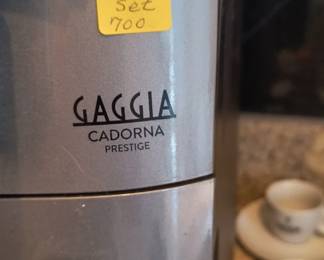 Set
700
GAGGIA
CADORNA
PRESTIGE